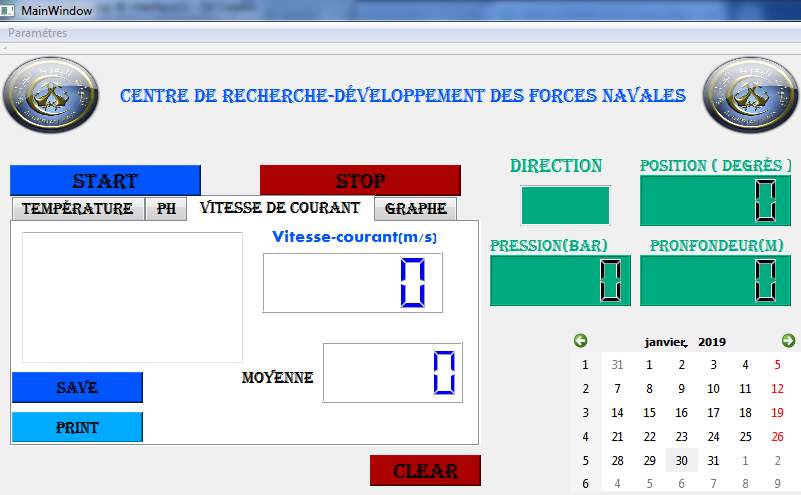 MainWindow
Paramétres
CENTRE DE RECHERCHE-DÉVELOPPEMENT DES FORCES NAVALES
START
STOP
DIRECTION
POSITION ( DEGRÉS )
0
TEMPÉRATURE
PH
VITESSE DE COURANT
GRAPHE
Vitesse-courant(m/s)
0
PRESSION(BAR)
PRONFONDEUR(M)
0
0
MOYENNE
0
SAVE
PRINT
CLEAR
janvier, 2019
1 31 1 2 3 4 5
2 7 8 9 10 11 12
3 14 15 16 17 18 19
4 21 22 23 24 25 26
5 28 29 30 31 1 2
6 4 5 6 7 8 9